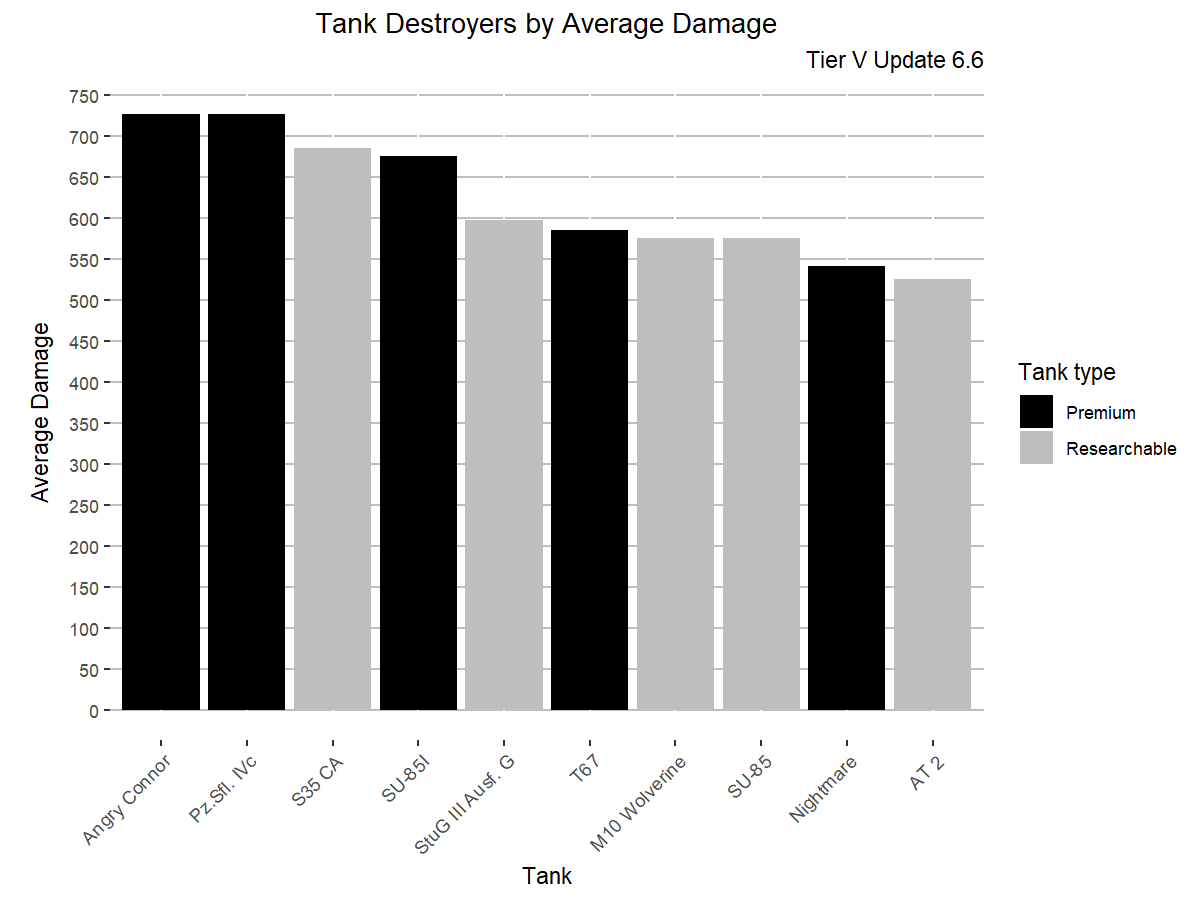 Tank Destroyers by Average Damage
Tier V Update 6.6
Average Damage
750
700
650
600
550
500
450
400
350
300
250
200
150
100
50
0
Angry Connor
Pz.Sfl. IVc
S35 CA
SU-85I
StuG III Ausf. G
T67
M10 Wolverine
SU-85
Nightmare
AT 2
Tank
Tank type
Premium
Researchable